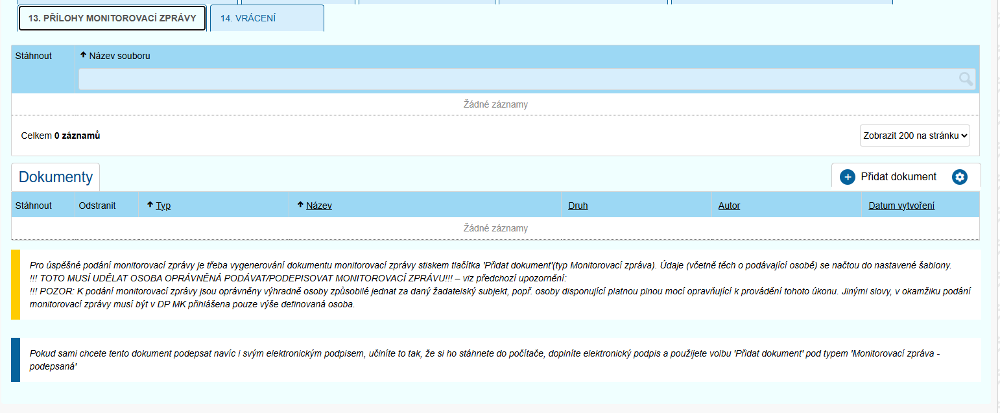 13. PŘÍLOHY MONITOROVACÍ ZPRÁVY
14. VRÁCENÍ
Stáhnout
Název souboru
Žádné záznamy
Celkem 0 záznamů
Zobrazit 200 na stránku
Dokumenty
Přidat dokument
Stáhnout
Odstranit
Typ
Název
Druh
Autor
Datum vytvoření
Žádné záznamy
Pro úspěšné podání monitorovací zprávy je třeba vygenerování dokumentu monitorovací zprávy stiskem tlačítka 'Přidat dokument'(typ Monitorovací zpráva). Údaje (včetně těch o podávající osobě) se načtou do nastavené šablony.
!!! TOTO MUSÍ UDĚLAT OSOBA OPRÁVNĚNÁ PODÁVAT/PODEPISOVAT MONITOROVACÍ ZPRÁVU!!! – viz předchozí upozornění:
!!! POZOR: K podání monitorovací zprávy jsou oprávněny výhradně osoby způsobilé jednat za daný žadatelský subjekt, popř. osoby disponující platnou plnou mocí opravňující k provádění tohoto úkonu. Jinými slovy, v okamžiku podání
monitorovací zprávy musí být v DP MK přihlášena pouze výše definovaná osoba.
Pokud sami chcete tento dokument podepsat navíc i svým elektronickým podpisem, učiníte to tak, že si ho stáhnete do počítače, doplníte elektronický podpis a použijete volbu 'Přidat dokument' pod typem 'Monitorovací zpráva -
podepsaná'